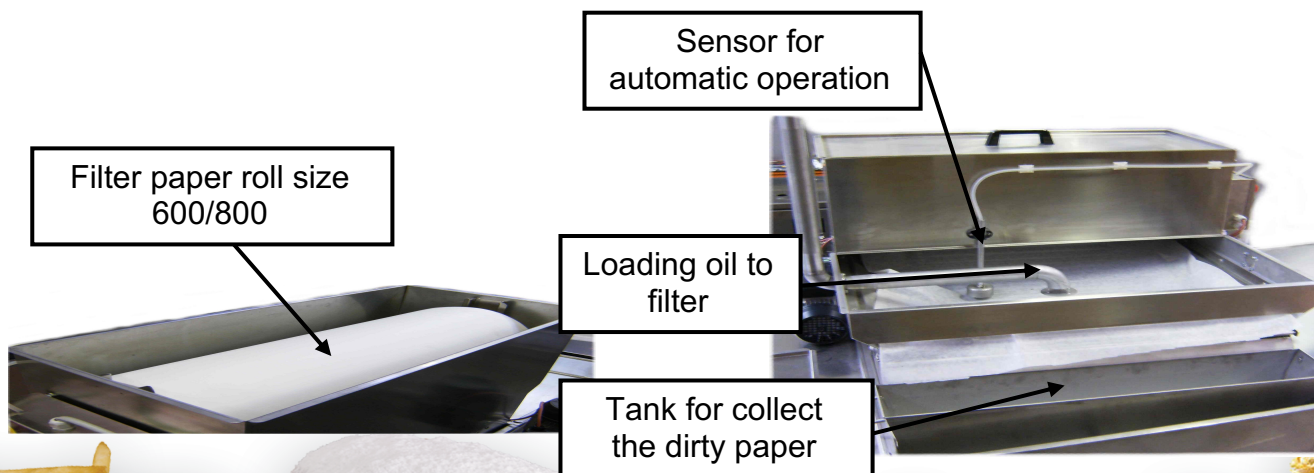 Sensor for
automatic operation
Filter paper roll size
600/800
Loading oil to
filter
Tank for collect
the dirty paper